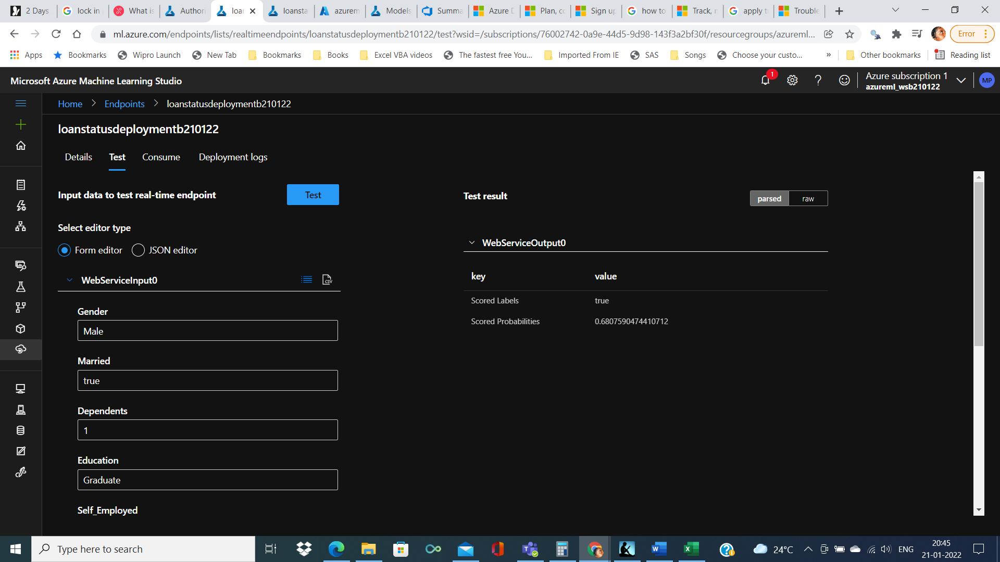 2 Days
lock in
What is
Authori
loan
loansta
azurem
Models
Summa
Azure D
Plan, co
Sign up
how to
Track, m
apply t
Trouble
ml.azure.com/endpoints/lists/realtimeendpoints/loanstatusdeploymentb210122/test?wsid=/subscriptions/76002742-0a9e-44d5-9d98-143f3a2bf30f/resourcegroups/azureml...
Error
Apps
Bookmarks
Wipro Launch
New Tab
Bookmarks
Books
Excel VBA videos
The fastest free You...
Imported From IE
SAS
Songs
Choose your custo...
»
Other bookmarks
Reading list
Microsoft Azure Machine Learning Studio
1
Azure subscription 1
azureml_wsb210122
MP
Home > Endpoints > loanstatusdeploymentb210122
loanstatusdeploymentb210122
Details Test Consume Deployment logs
Input data to test real-time endpoint
Test
Test result
parsed raw
Select editor type
Form editor JSON editor
WebServiceInput0
CSV
WebServiceOutput0
key value
Scored Labels true
Scored Probabilities 0.6807590474410712
Gender
Male
Married
true
Dependents
1
Education
Graduate
Self_Employed
Type here to search
24°C
ENG
20:45
21-01-2022